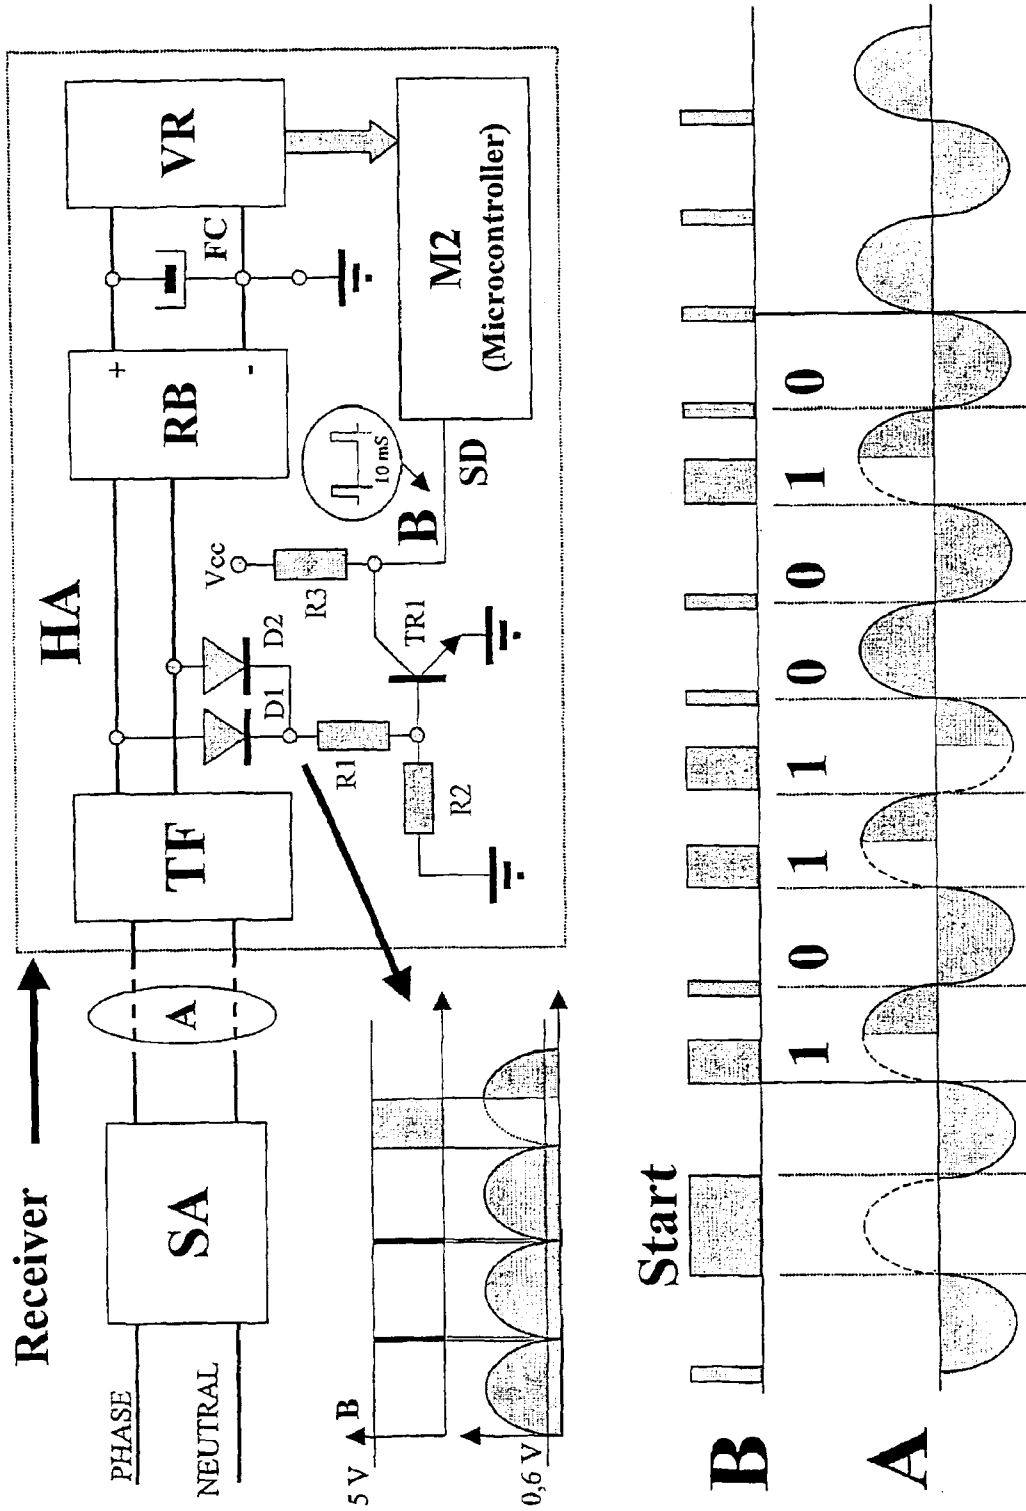 Receiver
PHASE
NEUTRAL
SA
A
HA
TF
RB
+
-
FC
VR
M2
(Microcontroller)
D1
D2
Vcc
R3
R1
R2
TR1
B
10 mS
SD
5 V
B
0,6 V
Start
B
1 0 1 1 0 0 1 0
A